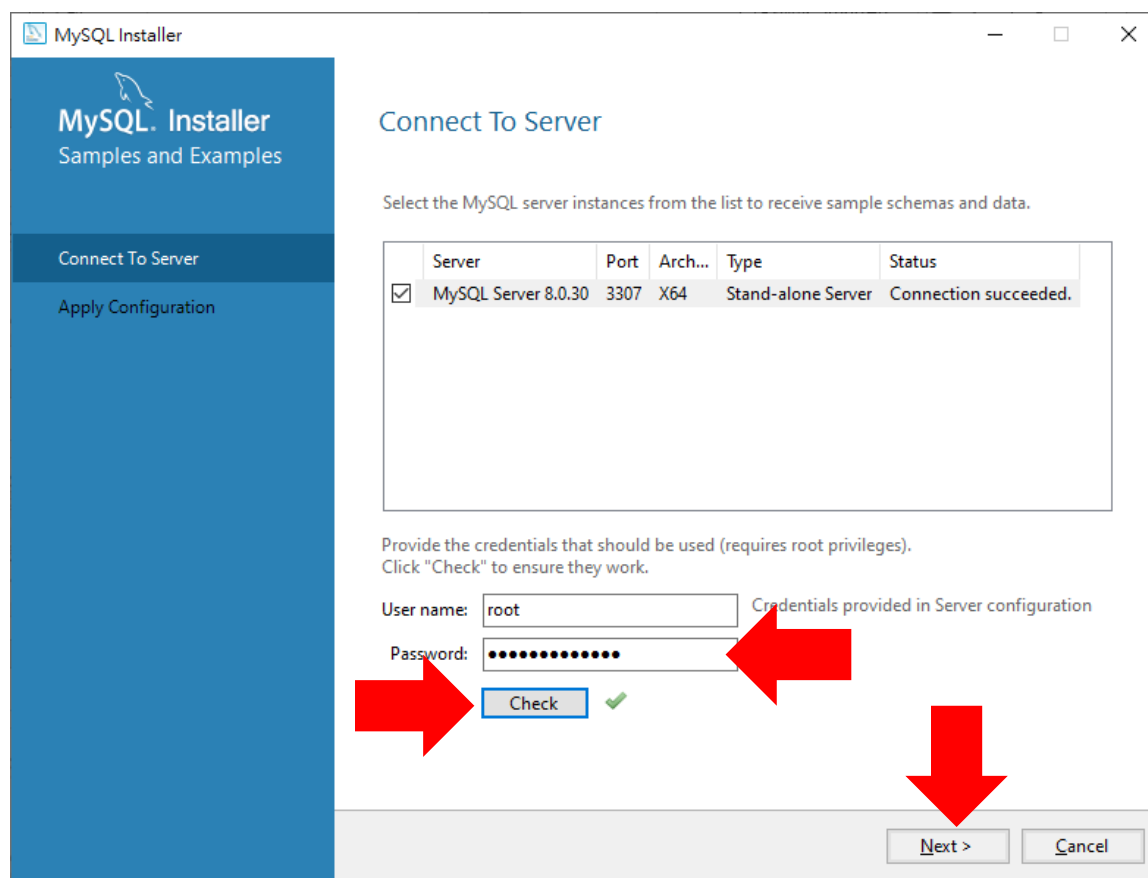 MySQL Installer
MySQL. Installer
Samples and Examples
Connect To Server
Apply Configuration
Connect To Server
Select the MySQL server instances from the list to receive sample schemas and data.
Server Port Arch... Type Status
MySQL Server 8.0.30 3307 X64 Stand-alone Server Connection succeeded.
Provide the credentials that should be used (requires root privileges).
Click "Check" to ensure they work.
User name: root Credentials provided in Server configuration
Password: •••••••••••••
Check
Next > Cancel